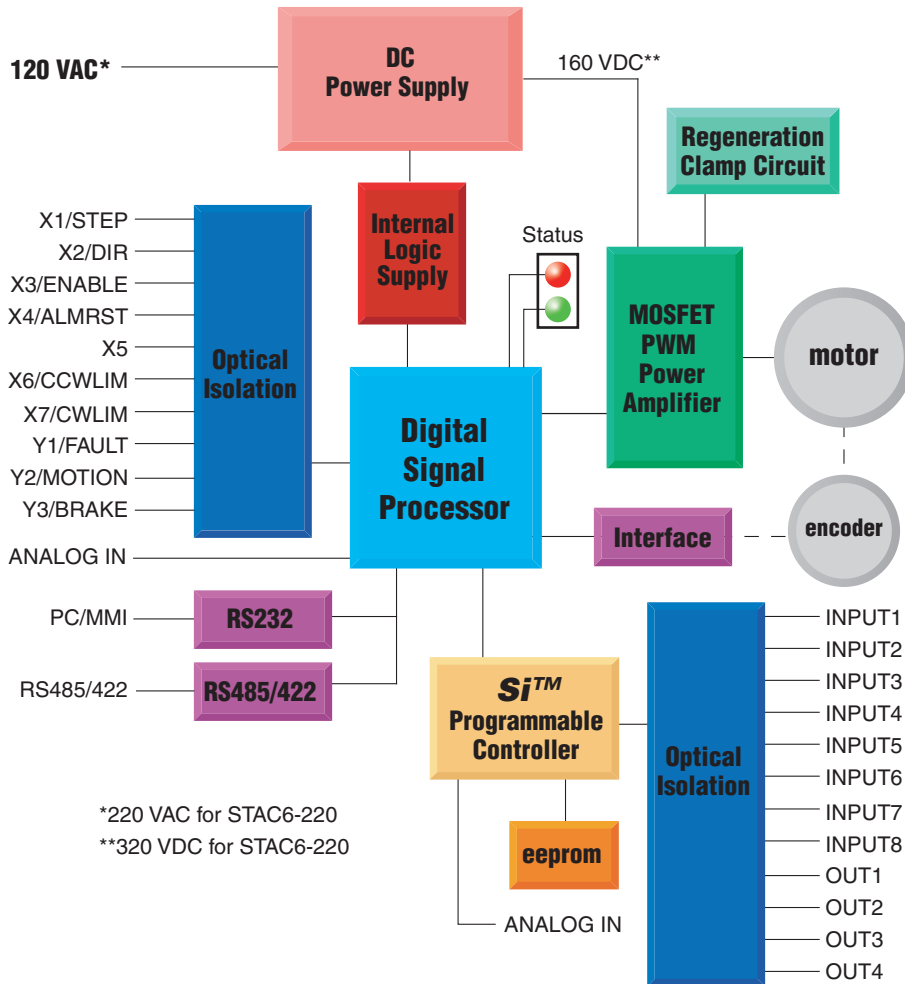 120 VAC*
DC
Power Supply
160 VDC**
Regeneration
Clamp Circuit
Internal
Logic
Supply
Status
X1/STEP
X2/DIR
X3/ENABLE
X4/ALMRST
X5
X6/CCWLIM
X7/CWLIM
Y1/FAULT
Y2/MOTION
Y3/BRAKE
Optical
Isolation
MOSFET
PWM
Power
Amplifier
motor
Digital
Signal
Processor
Interface
encoder
ANALOG IN
PC/MMI
RS232
RS485/422
RS485/422
Si™
Programmable
Controller
eeprom
ANALOG IN
Optical
Isolation
INPUT1
INPUT2
INPUT3
INPUT4
INPUT5
INPUT6
INPUT7
INPUT8
OUT1
OUT2
OUT3
OUT4
*220 VAC for STAC6-220
**320 VDC for STAC6-220